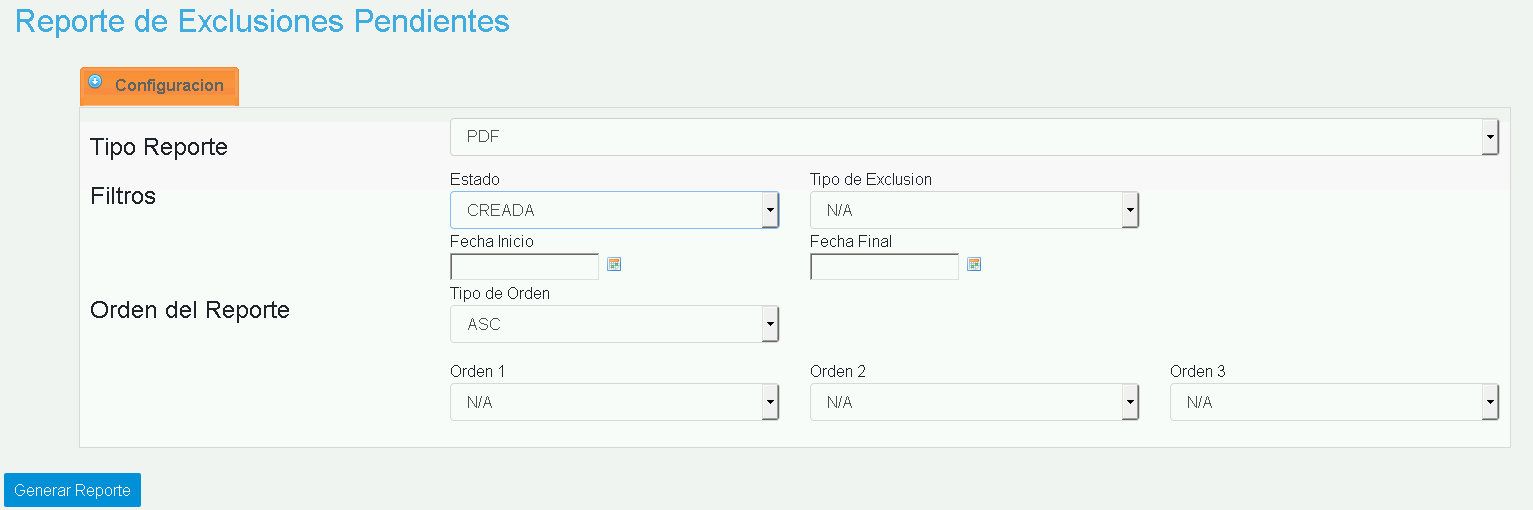 Reporte de Exclusiones Pendientes
Configuracion
Tipo Reporte
PDF
Filtros
Estado
Tipo de Exclusion
CREADA
N/A
Fecha Inicio
Fecha Final
Orden del Reporte
Tipo de Orden
ASC
Orden 1
Orden 2
Orden 3
N/A
N/A
N/A
Generar Reporte